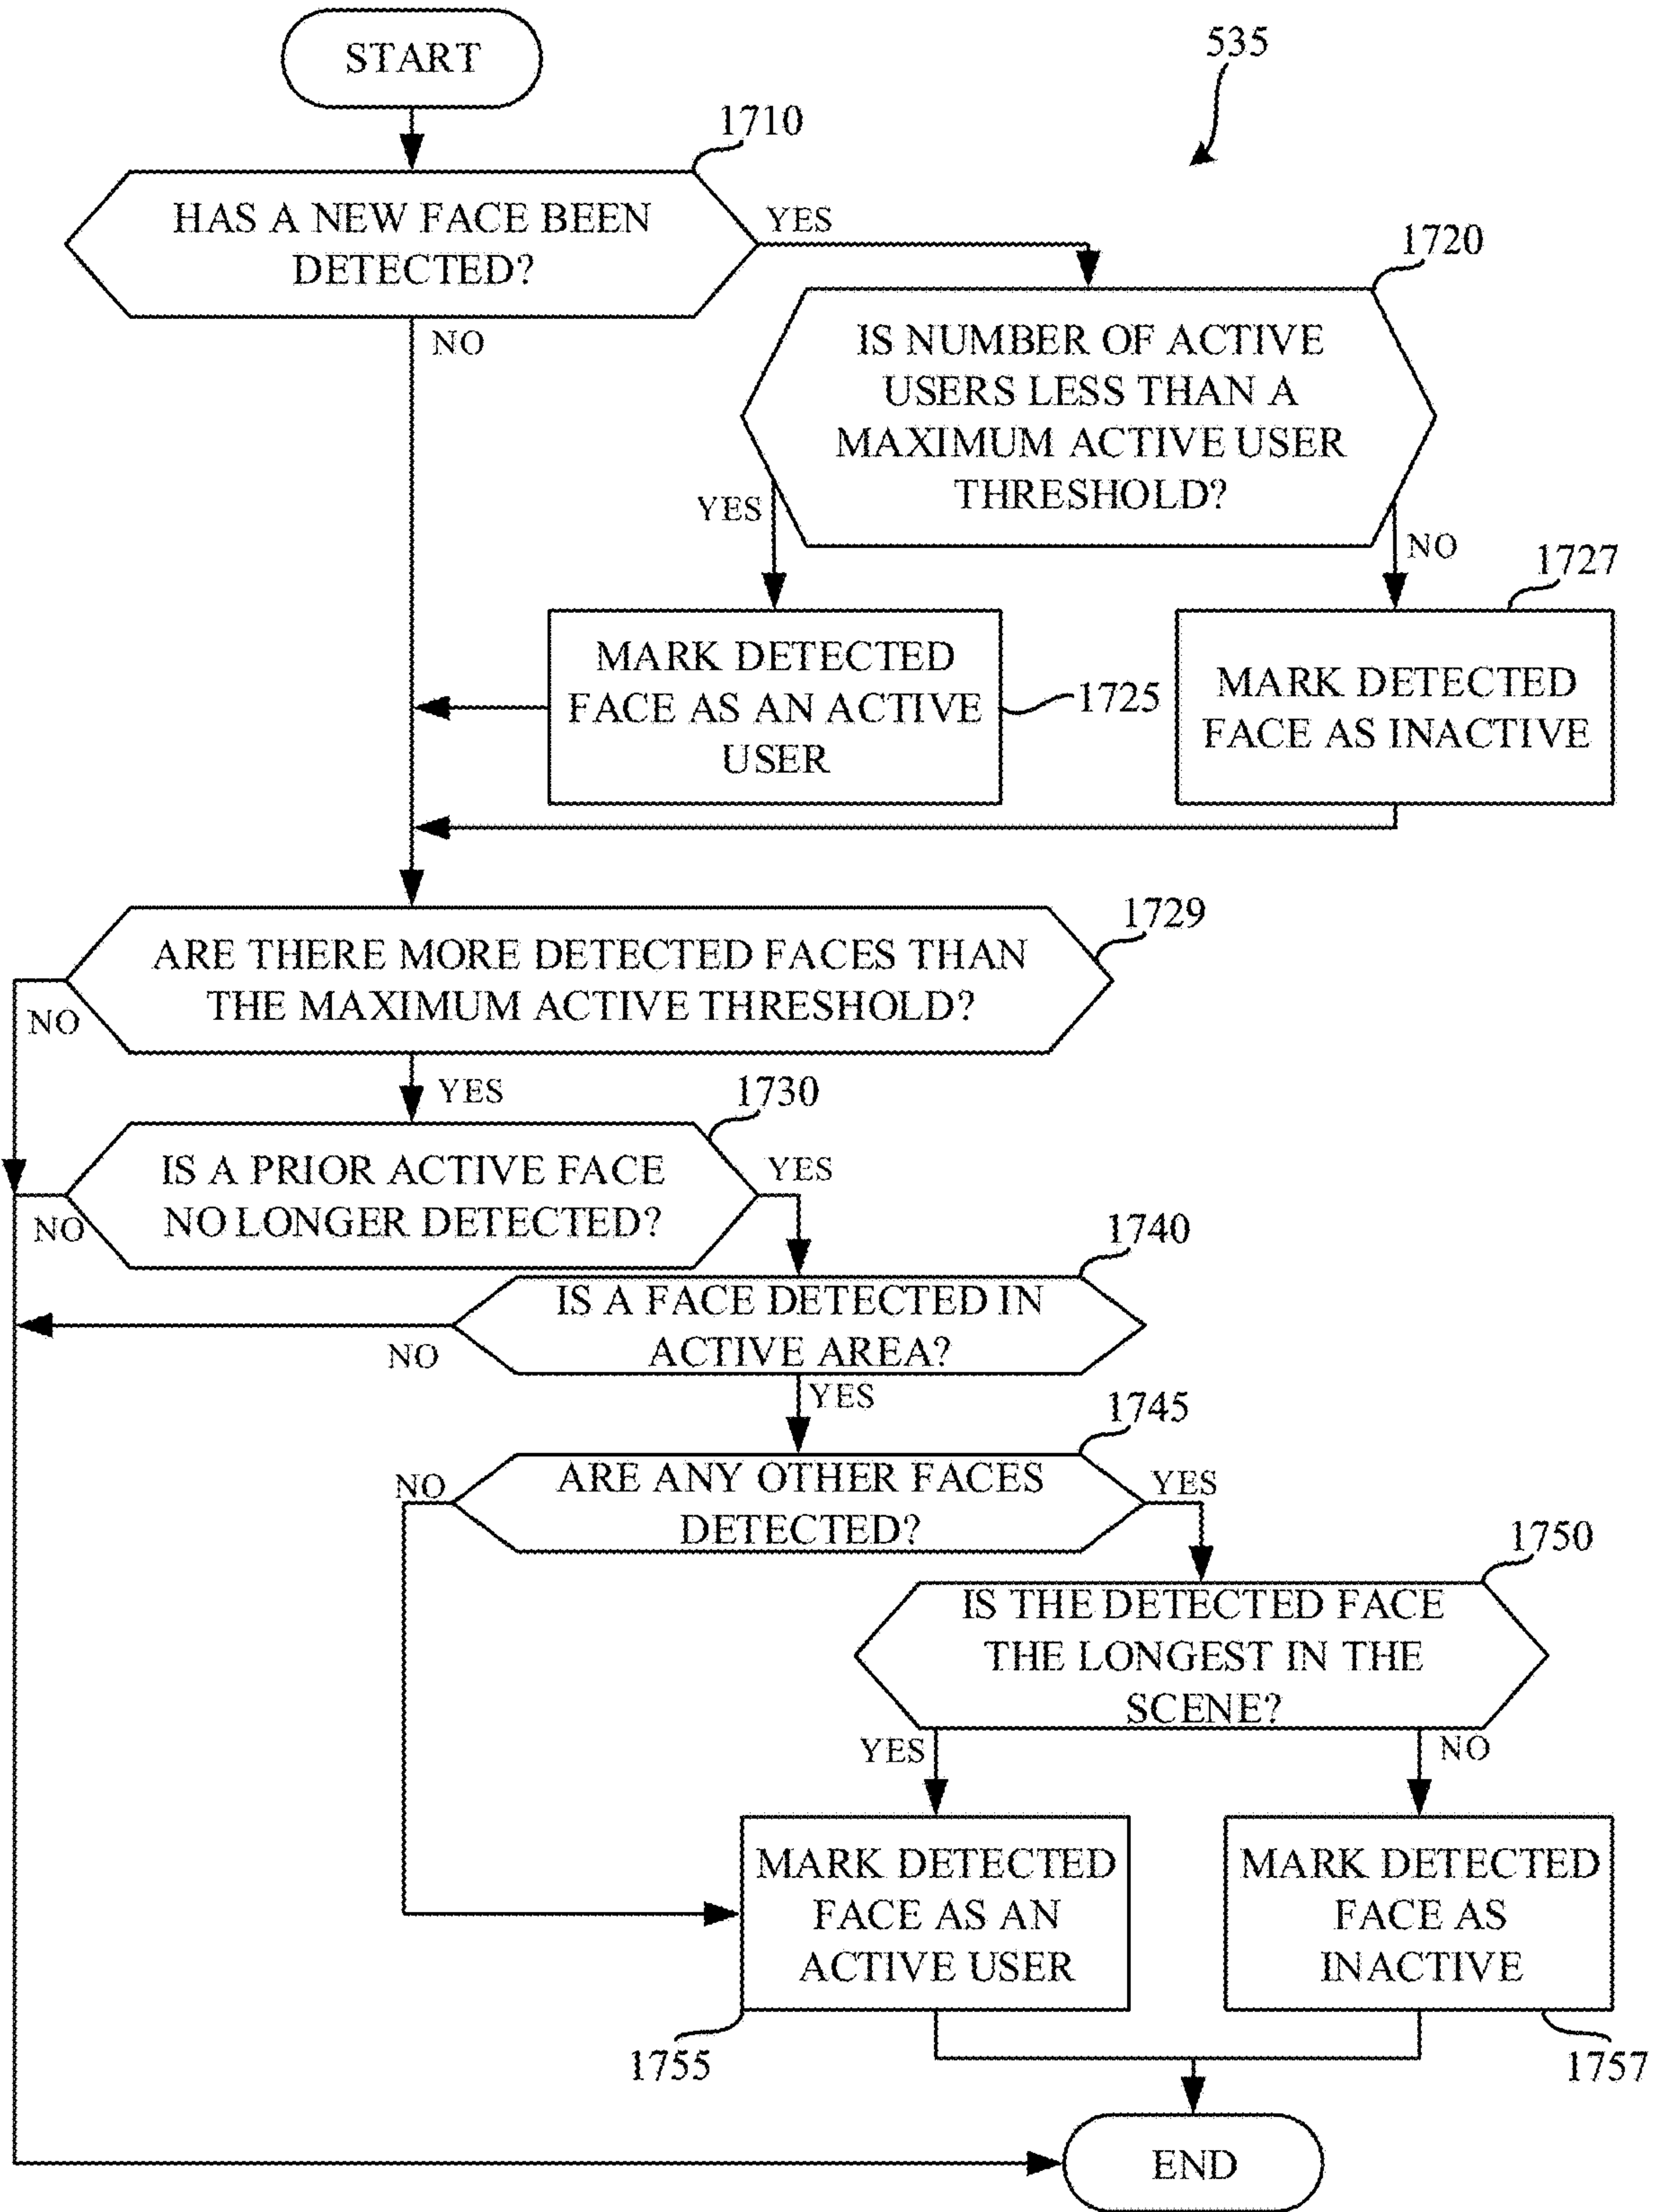 START
535
1710
HAS A NEW FACE BEEN
DETECTED?
YES
NO
1720
IS NUMBER OF ACTIVE
USERS LESS THAN A
MAXIMUM ACTIVE USER
THRESHOLD?
YES
NO
1727
MARK DETECTED
FACE AS AN ACTIVE
USER
1725
MARK DETECTED
FACE AS INACTIVE
1729
ARE THERE MORE DETECTED FACES THAN
THE MAXIMUM ACTIVE THRESHOLD?
NO
YES
1730
IS A PRIOR ACTIVE FACE
NO LONGER DETECTED?
YES
NO
1740
IS A FACE DETECTED IN
ACTIVE AREA?
NO
YES
1745
ARE ANY OTHER FACES
DETECTED?
NO
YES
1750
IS THE DETECTED FACE
THE LONGEST IN THE
SCENE?
YES
NO
MARK DETECTED
FACE AS AN
ACTIVE USER
MARK DETECTED
FACE AS
INACTIVE
1755
1757
END